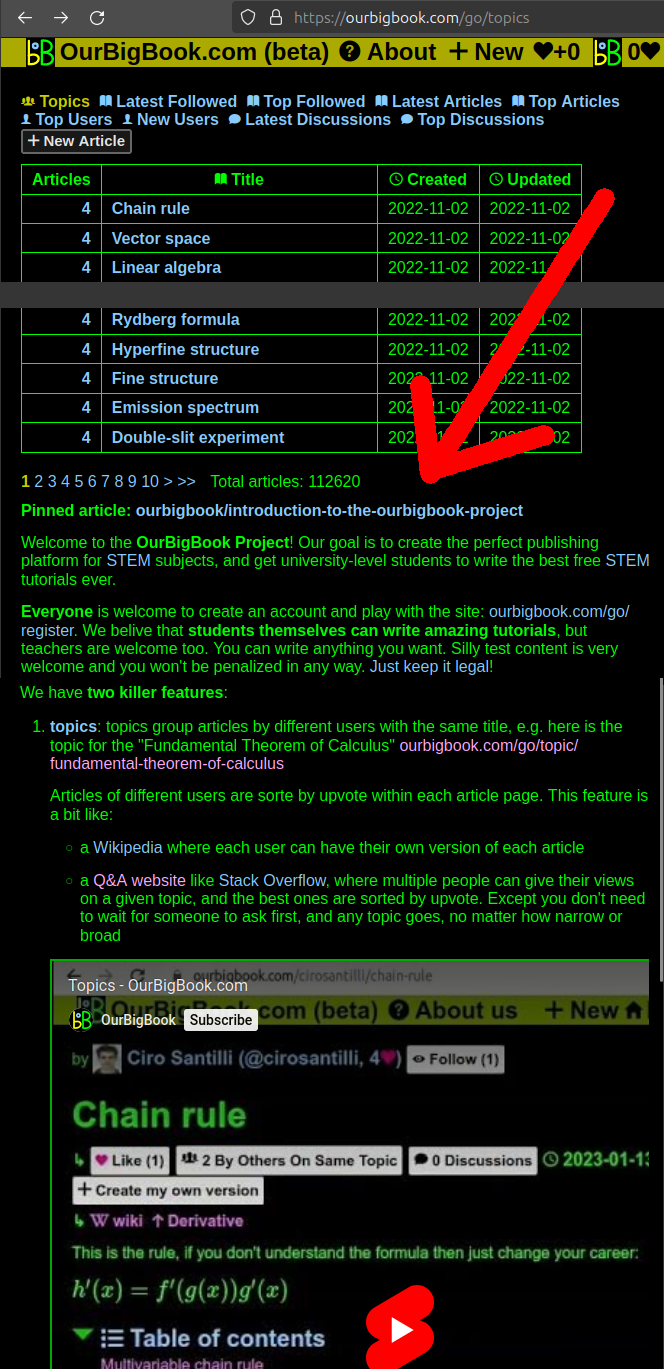 https://ourbigbook.com/go/topics
OurBigBook.com (beta) ? About + New ♥+0 0♥
Topics Latest Followed Top Followed Latest Articles Top Articles
Top Users New Users Latest Discussions Top Discussions
+ New Article
Articles Title Created Updated
4 Chain rule 2022-11-02 2022-11-02
4 Vector space 2022-11-02 2022-11-02
4 Linear algebra 2022-11-02 2022-11-02
4 Rydberg formula 2022-11-02 2022-11-02
4 Hyperfine structure 2022-11-02 2022-11-02
4 Fine structure 2022-11-02 2022-11-02
4 Emission spectrum 2022-11-02 2022-11-02
4 Double-slit experiment 2022-11-02
1 2 3 4 5 6 7 8 9 10 > >> Total articles: 112620
Pinned article: ourbigbook/introduction-to-the-ourbigbook-project
Welcome to the OurBigBook Project! Our goal is to create the perfect publishing
platform for STEM subjects, and get university-level students to write the best free STEM
tutorials ever.
Everyone is welcome to create an account and play with the site: ourbigbook.com/go/
register. We belive that students themselves can write amazing tutorials, but
teachers are welcome too. You can write anything you want. Silly test content is very
welcome and you won't be penalized in any way. Just keep it legal!
We have two killer features:
1. topics: topics group articles by different users with the same title, e.g. here is the
topic for the "Fundamental Theorem of Calculus" ourbigbook.com/go/topic/
fundamental-theorem-of-calculus
Articles of different users are sorte by upvote within each article page. This feature is
a bit like:
○ a Wikipedia where each user can have their own version of each article
○ a Q&A website like Stack Overflow, where multiple people can give their views
on a given topic, and the best ones are sorted by upvote. Except you don't need
to wait for someone to ask first, and any topic goes, no matter how narrow or
broad
ourbigbook.com/cirosantilli/chain-rule
Topics - OurBigBook.com
OurBigBook.com (beta) ? About us + New
OurBigBook Subscribe
by Ciro Santilli (@cirosantilli, 4♥) Follow (1)
Chain rule
↳ ♥ Like (1) 2 By Others On Same Topic 0 Discussions 2023-01-13
+ Create my own version
↳ W wiki ↑ Derivative
This is the rule, if you don't understand the formula then just change your career:
h′(x) = f′(g(x))g′(x)
Table of contents
Multivariable chain rule